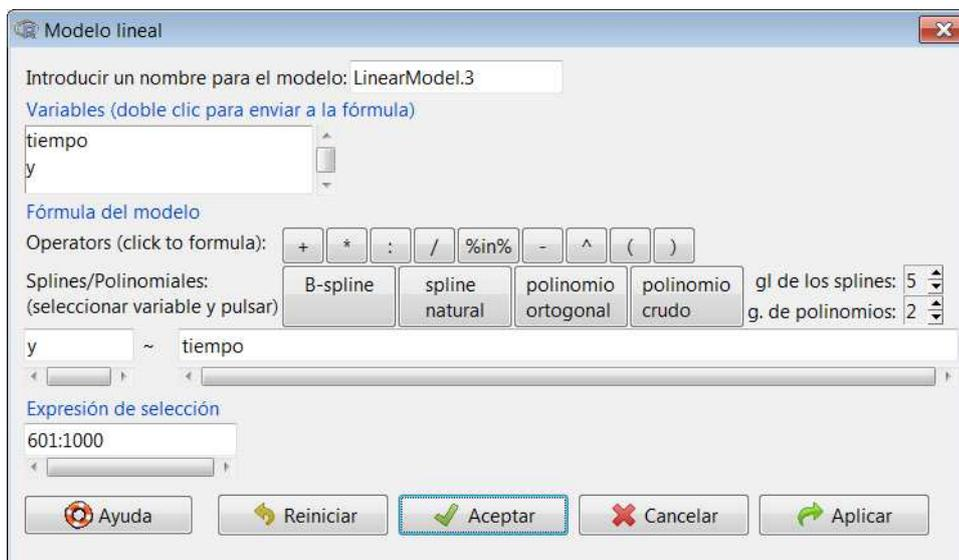 Modelo lineal
Introducir un nombre para el modelo: LinearModel.3
Variables (doble clic para enviar a la fórmula)
tiempo
y
Fórmula del modelo
Operators (click to formula): + * : / %in% - ^ ( )
Splines/Polinomiales:
(seleccionar variable y pulsar)
B-spline
spline
natural
polinomio
ortogonal
polinomio
crudo
gl de los splines: 5
g. de polinomios: 2
y ~ tiempo
Expresión de selección
601:1000
Ayuda Reiniciar Aceptar Cancelar Aplicar